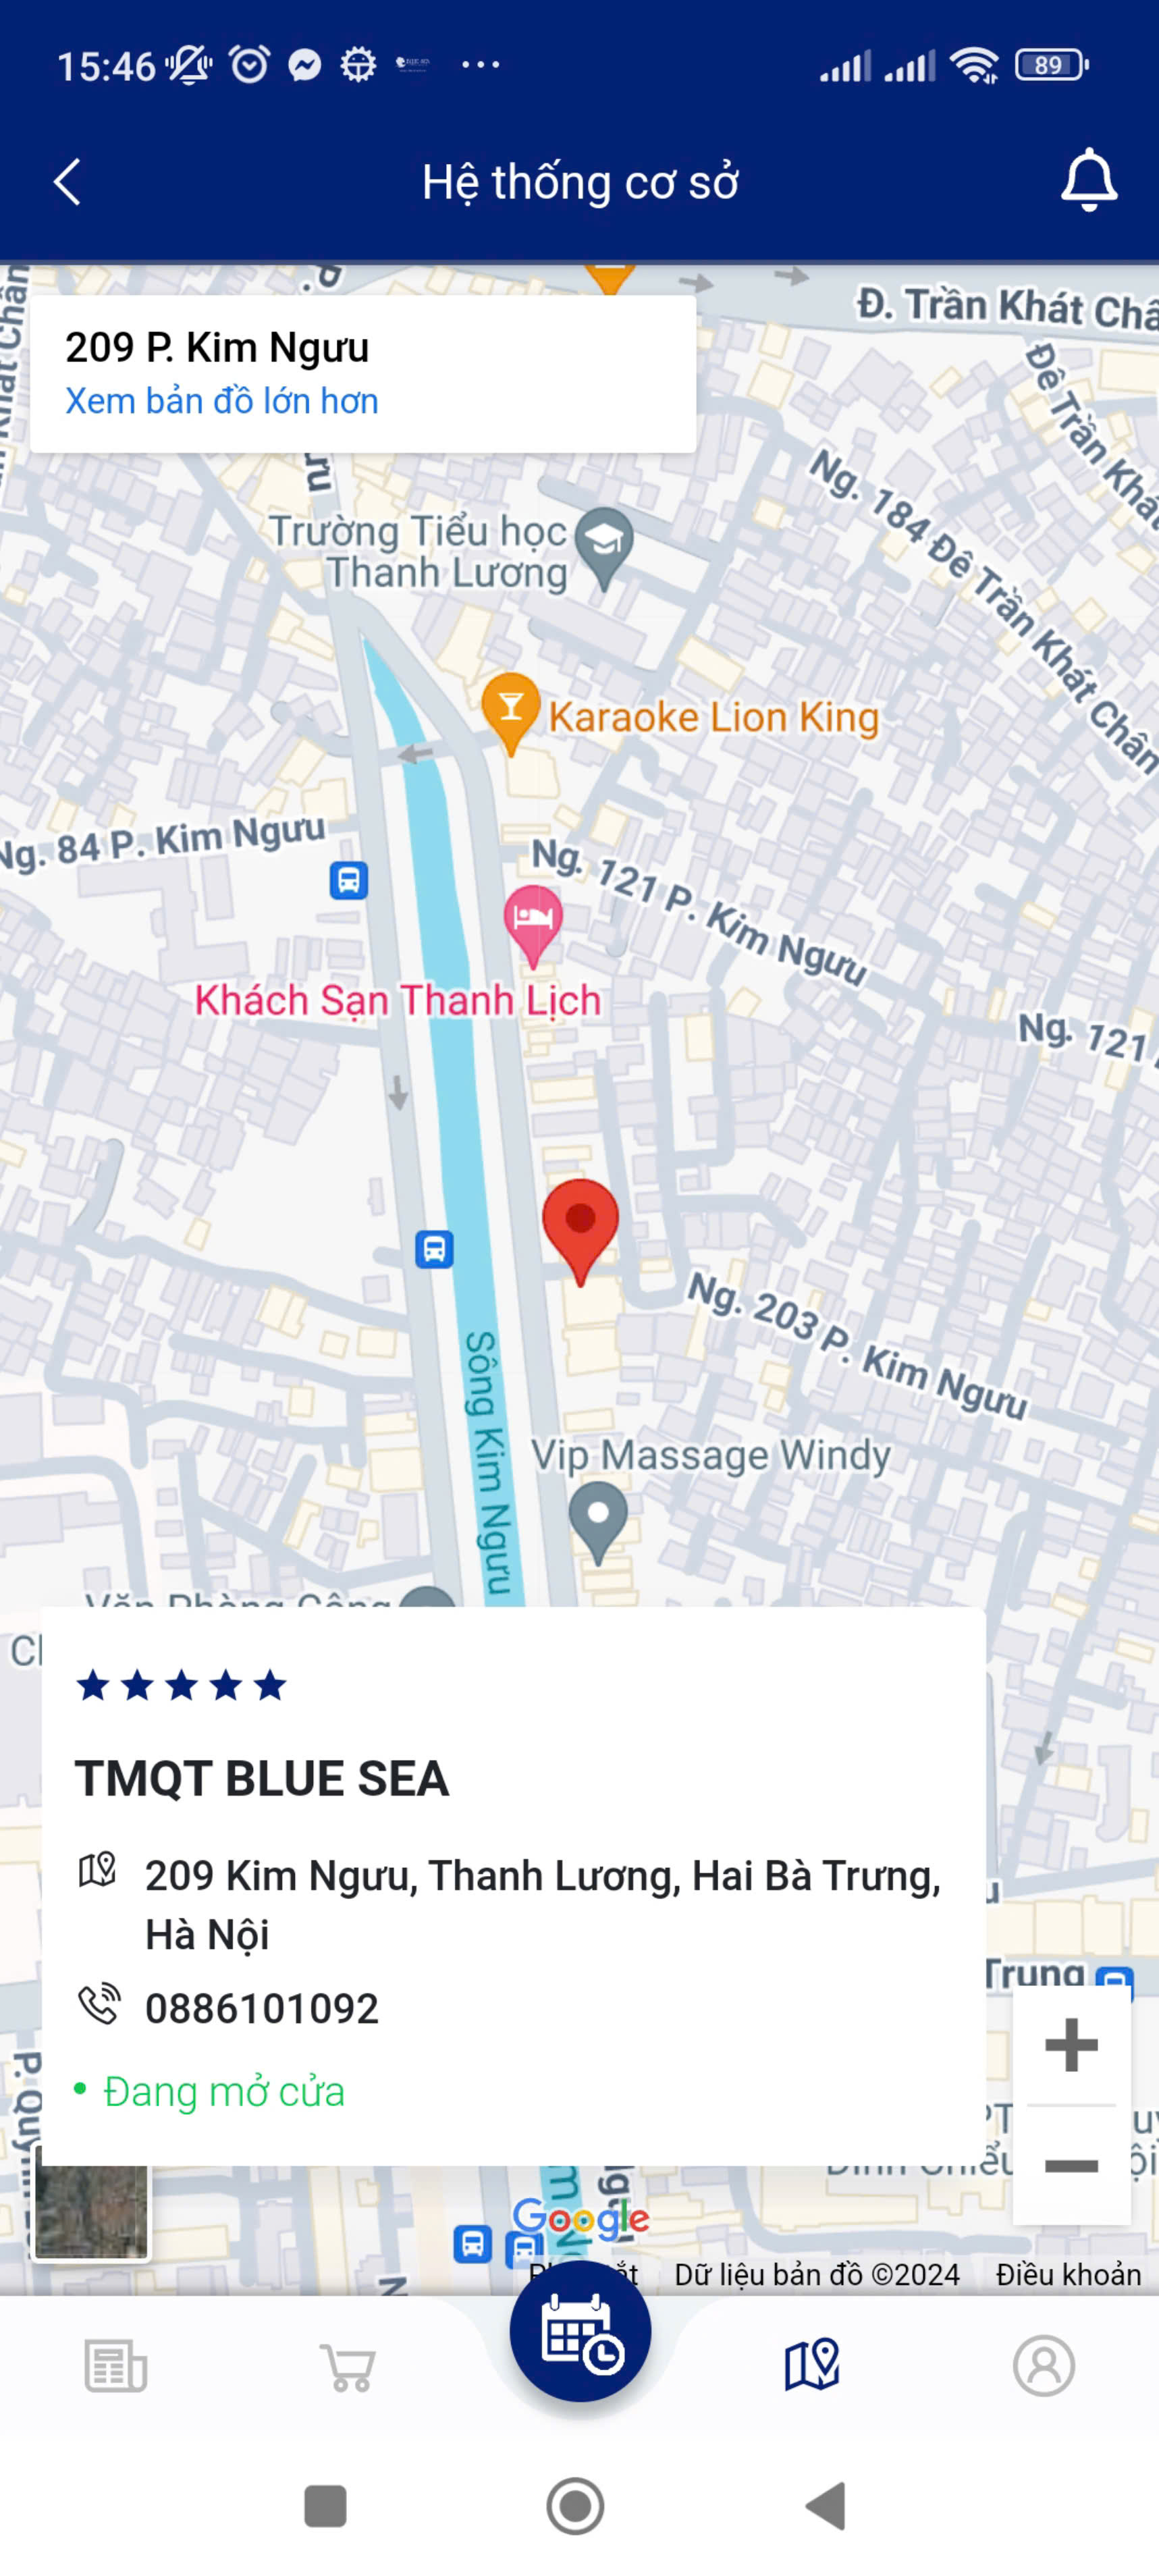 15:46
89
Hệ thống cơ sở
209 P. Kim Ngưu
Xem bản đồ lớn hơn
Đ. Trần Khát Châ
Đê Trần Khát
Ng. 184 Đê Trần Khát Chân
Trường Tiểu học
Thanh Lương
Karaoke Lion King
Ng. 84 P. Kim Ngưu
Ng. 121 P. Kim Ngưu
Khách Sạn Thanh Lịch
Ng. 121
Ng. 203 P. Kim Ngưu
Sông Kim Ngưu
Vip Massage Windy
Văn Phòng Công
TMQT BLUE SEA
209 Kim Ngưu, Thanh Lương, Hai Bà Trưng,
Hà Nội
0886101092
• Đang mở cửa
Google
Dữ liệu bản đồ ©2024
Điều khoản